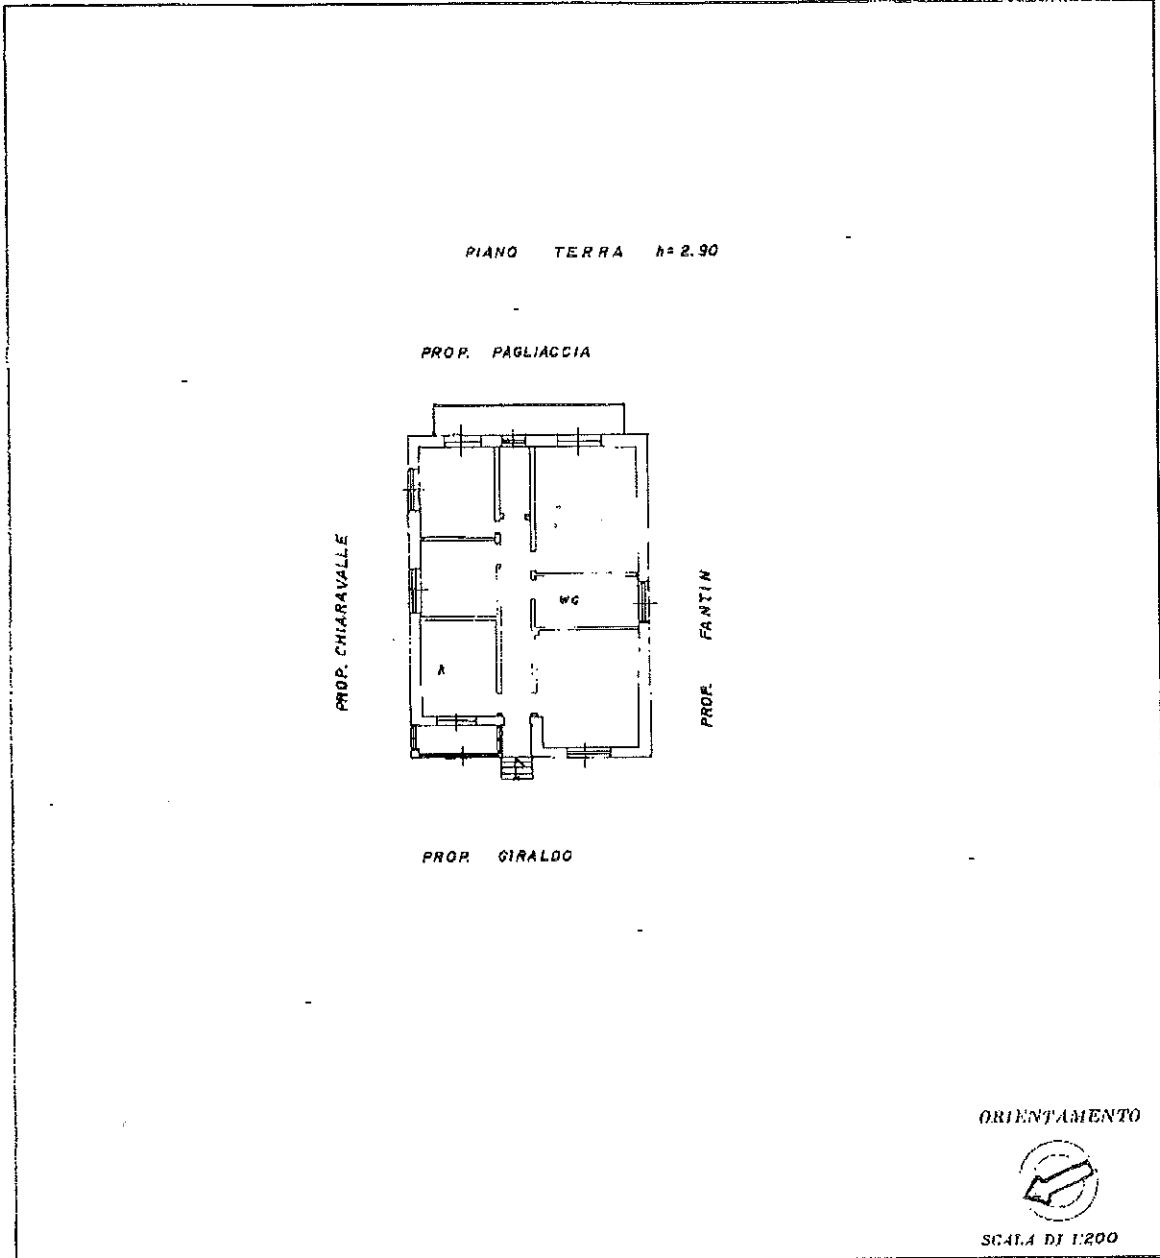 PIANO TERRA h=2.90
PROP. PAGLIACCIA
PROP. CHIARAVALLE
PROP. FANTIN
WC
K
PROP. GIRALDO
ORIENTAMENTO
SCALA DI 1:200